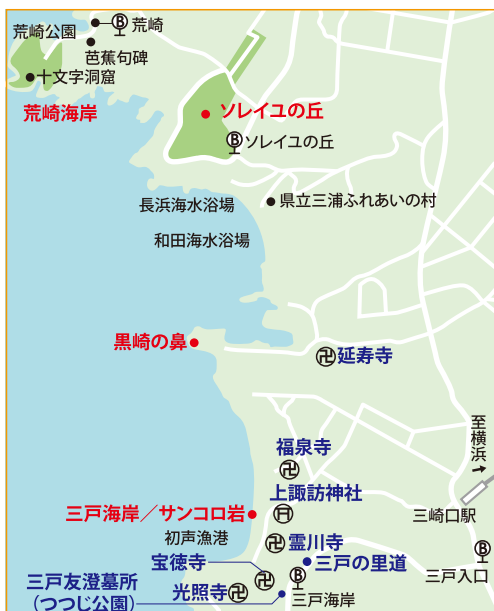 荒崎公園
B
荒崎
芭蕉句碑
十文字洞窟
荒崎海岸
ソレイユの丘
B
ソレイユの丘
長浜海水浴場
県立三浦ふれあいの村
和田海水浴場
黒崎の鼻
卍
延寿寺
至横浜
福泉寺
卍
上諏訪神社
三戸海岸／サンコロ岩
三崎口駅
初声漁港
卍
霊川寺
宝徳寺
卍
三戸の里道
B
三戸入口
三戸友澄墓所
（つつじ公園）
光照寺
卍
B
三戸海岸